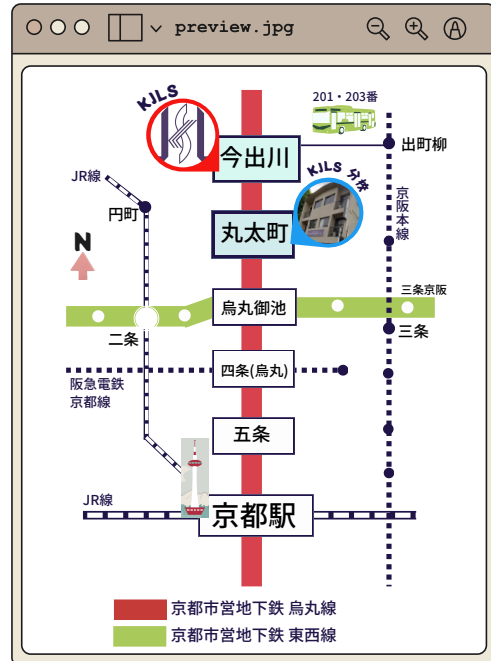 preview.jpg
201・203番
KJLS
今出川
出町柳
JR線
KJLS 分校
円町
丸太町
京阪本線
N
三条京阪
烏丸御池
三条
二条
四条(烏丸)
阪急電鉄
京都線
五条
JR線
京都駅
京都市営地下鉄 烏丸線
京都市営地下鉄 東西線